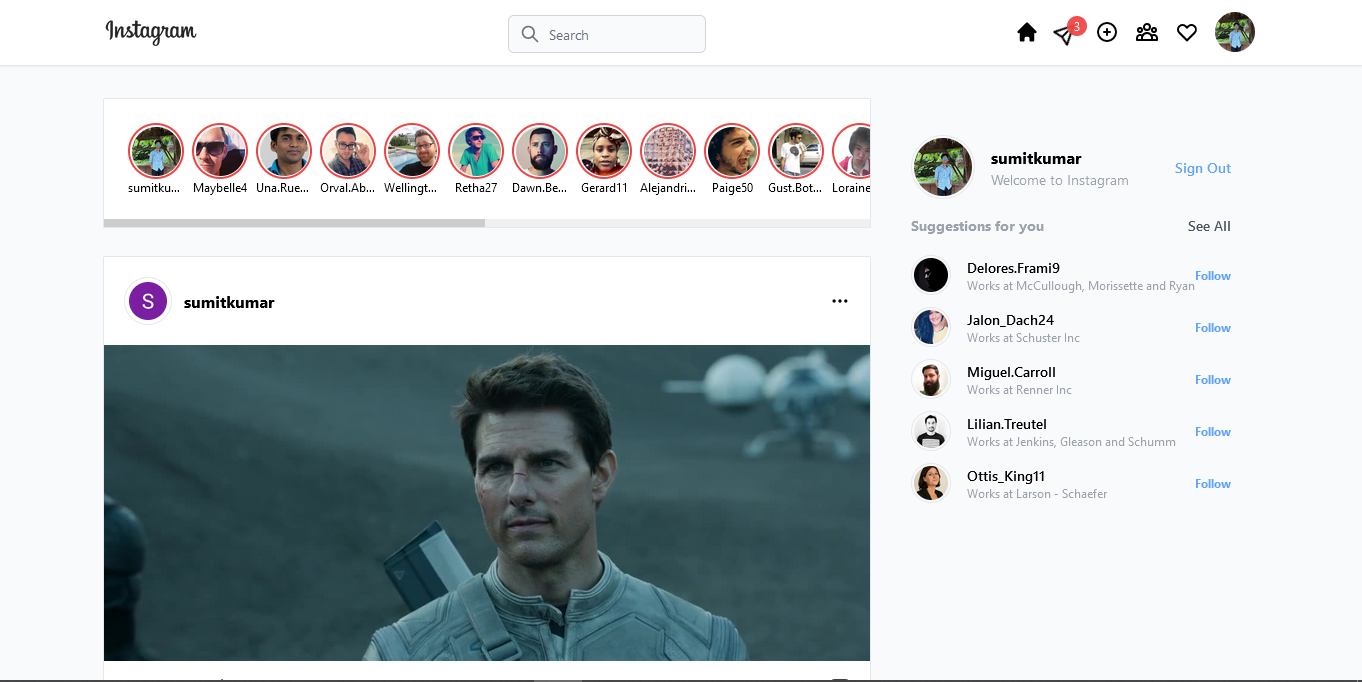 Instagram
Search
3
sumitku...
Maybelle4
Una.Rue...
Orval.Ab...
Wellingt...
Retha27
Dawn.Be...
Gerard11
Alejandri...
Paige50
Gust.Bot...
Loraine
sumitkumar
Welcome to Instagram
Sign Out
Suggestions for you
See All
Delores.Frami9
Works at McCullough, Morissette and Ryan
Follow
Jalon_Dach24
Works at Schuster Inc
Follow
Miguel.Carroll
Works at Renner Inc
Follow
Lilian.Treutel
Works at Jenkins, Gleason and Schumm
Follow
Ottis_King11
Works at Larson - Schaefer
Follow
S
sumitkumar